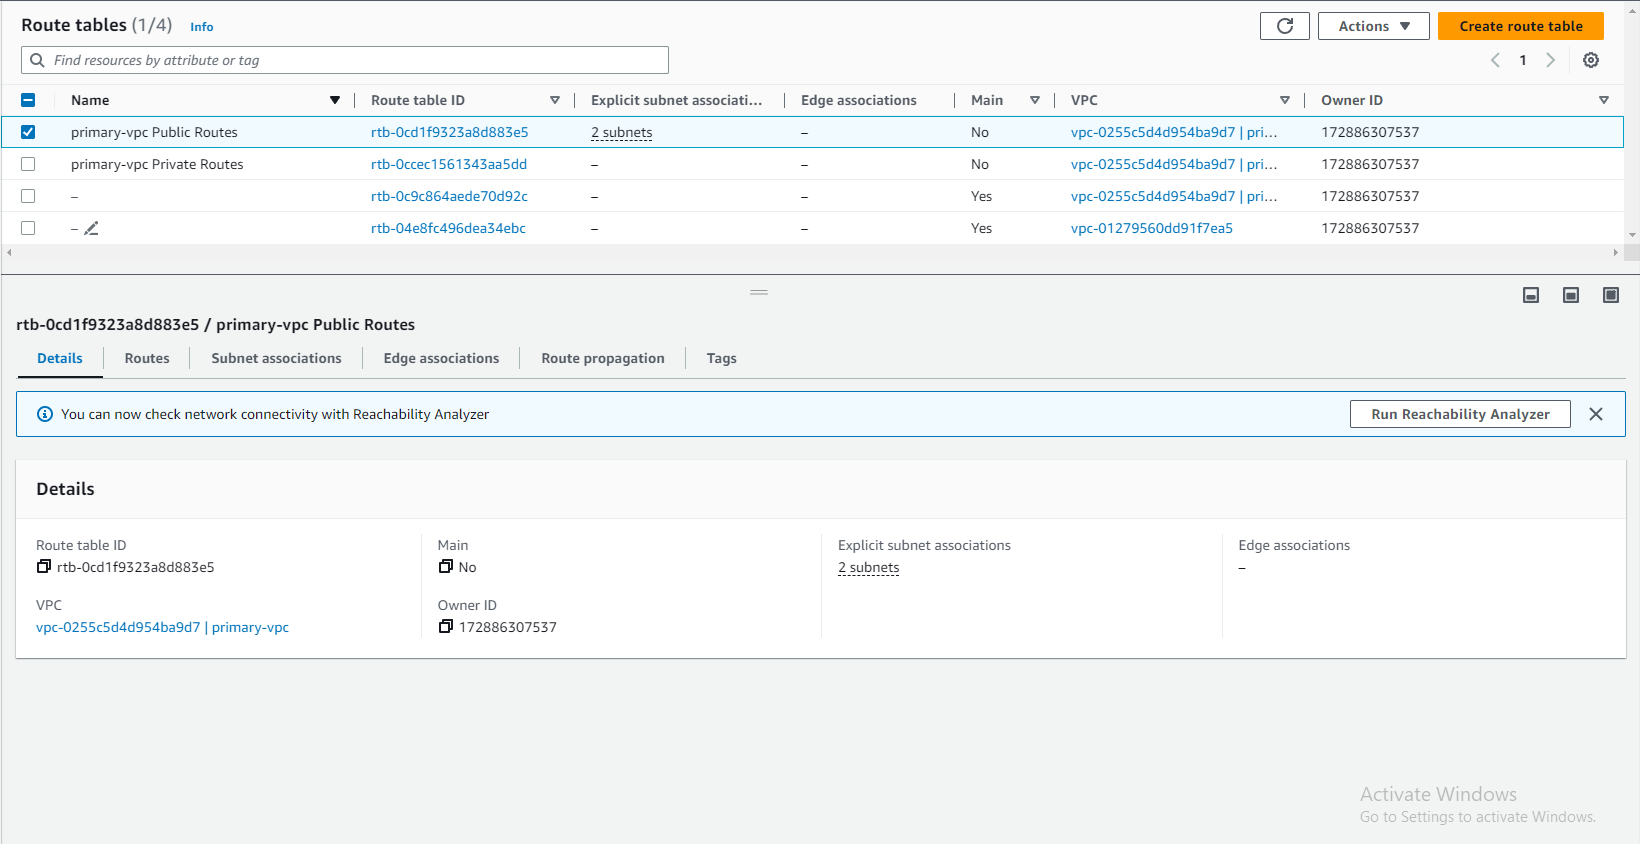 Route tables (1/4) Info
Actions
Create route table
Find resources by attribute or tag
1
Name Route table ID Explicit subnet associati... Edge associations Main VPC Owner ID
primary-vpc Public Routes rtb-0cd1f9323a8d883e5 2 subnets – No vpc-0255c5d4d954ba9d7 | pri... 172886307537
primary-vpc Private Routes rtb-0ccec1561343aa5dd – – No vpc-0255c5d4d954ba9d7 | pri... 172886307537
– rtb-0c9c864aede70d92c – – Yes vpc-0255c5d4d954ba9d7 | pri... 172886307537
– rtb-04e8fc496dea34ebc – – Yes vpc-01279560dd91f7ea5 172886307537
rtb-0cd1f9323a8d883e5 / primary-vpc Public Routes
Details Routes Subnet associations Edge associations Route propagation Tags
You can now check network connectivity with Reachability Analyzer
Run Reachability Analyzer
Details
Route table ID
rtb-0cd1f9323a8d883e5
VPC
vpc-0255c5d4d954ba9d7 | primary-vpc
Main
No
Owner ID
172886307537
Explicit subnet associations
2 subnets
Edge associations
–
Activate Windows
Go to Settings to activate Windows.